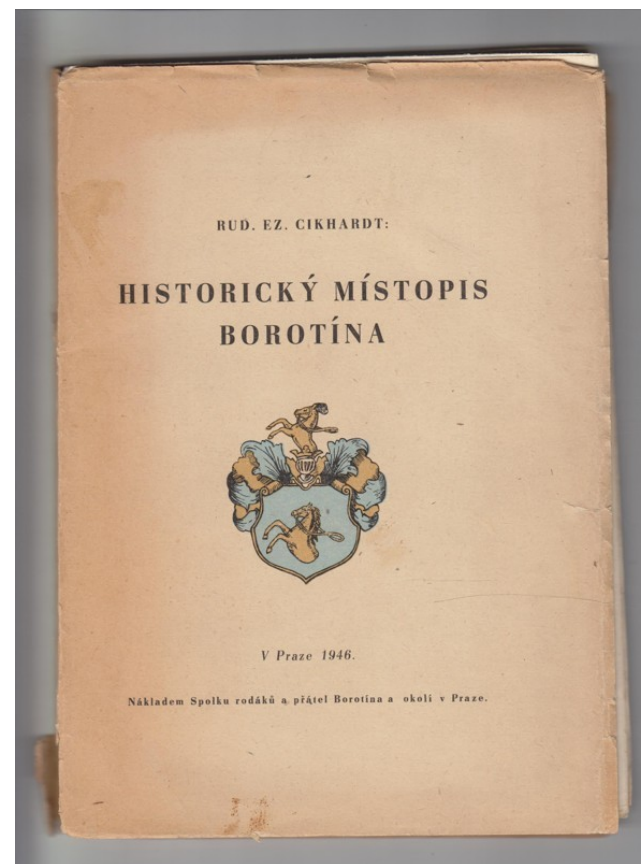 RUD. EZ. CIKHARDT:
HISTORICKÝ MÍSTOPIS
BOROTÍNA
V Praze 1946.
Nákladem Spolku rodáků a přátel Borotína a okolí v Praze.